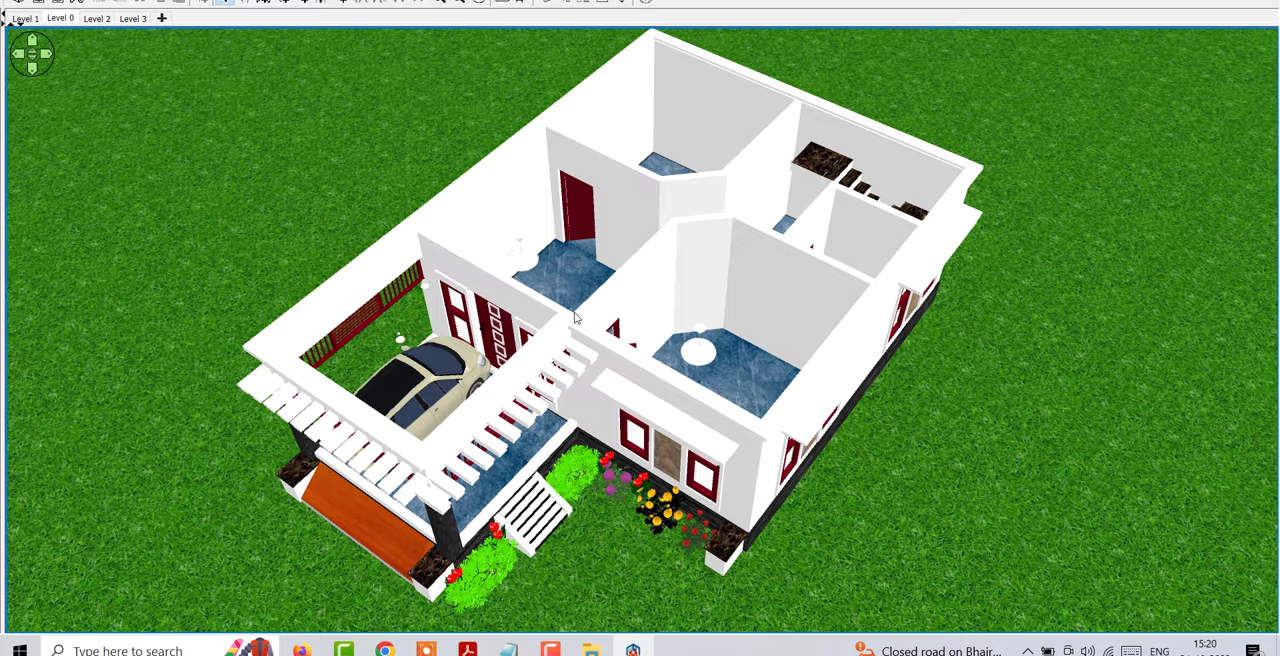 Level 1 Level 0 Level 2 Level 3
Type here to search
Closed road on Bhair...
ENG
15:20